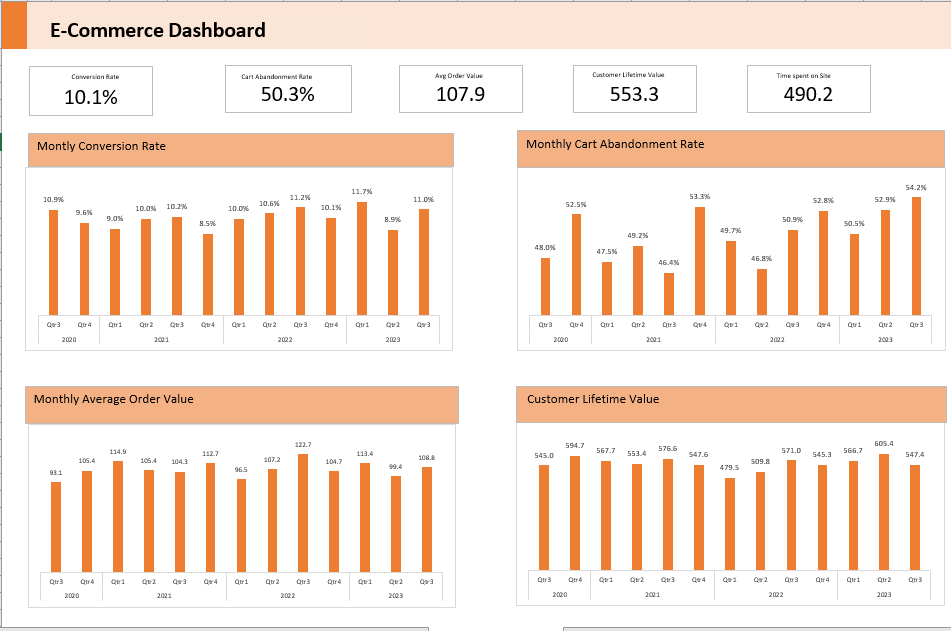 E-Commerce Dashboard
Conversion Rate
10.1%
Cart Abandonment Rate
50.3%
Avg Order Value
107.9
Customer Lifetime Value
553.3
Time spent on Site
490.2
Montly Conversion Rate
10.9% 9.6% 9.0% 10.0% 10.2% 8.5% 10.0% 10.6% 11.2% 10.1% 11.7% 8.9% 11.0%
Qtr3 Qtr4 Qtr1 Qtr2 Qtr3 Qtr4 Qtr1 Qtr2 Qtr3 Qtr4 Qtr1 Qtr2 Qtr3
2020 2021 2022 2023
Monthly Cart Abandonment Rate
48.0% 52.5% 47.5% 49.2% 46.4% 53.3% 49.7% 46.8% 50.9% 52.8% 50.5% 52.9% 54.2%
Qtr3 Qtr4 Qtr1 Qtr2 Qtr3 Qtr4 Qtr1 Qtr2 Qtr3 Qtr4 Qtr1 Qtr2 Qtr3
2020 2021 2022 2023
Monthly Average Order Value
93.1 105.4 114.9 105.4 104.3 112.7 96.5 107.2 122.7 104.7 113.4 99.4 108.8
Qtr3 Qtr4 Qtr1 Qtr2 Qtr3 Qtr4 Qtr1 Qtr2 Qtr3 Qtr4 Qtr1 Qtr2 Qtr3
2020 2021 2022 2023
Customer Lifetime Value
545.0 594.7 567.7 553.4 576.6 547.6 479.5 509.8 571.0 545.3 566.7 605.4 547.4
Qtr3 Qtr4 Qtr1 Qtr2 Qtr3 Qtr4 Qtr1 Qtr2 Qtr3 Qtr4 Qtr1 Qtr2 Qtr3
2020 2021 2022 2023